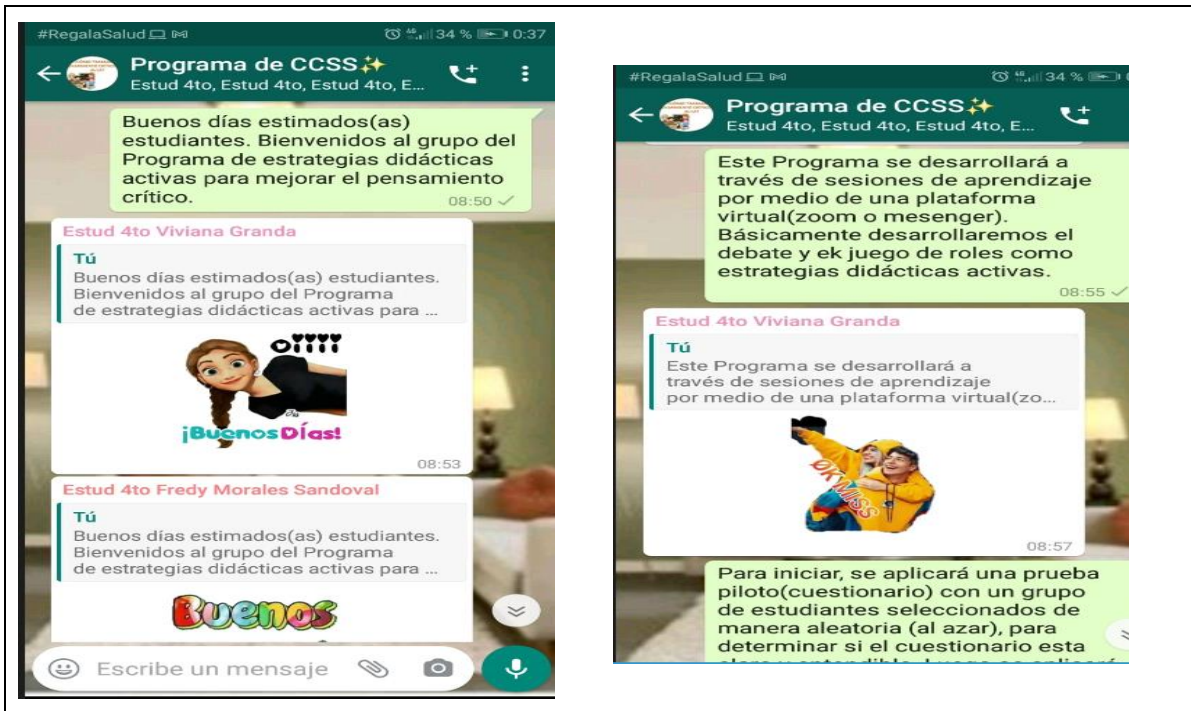 #RegalaSalud
34 % 0:37
Programa de CCSS✨
Estud 4to, Estud 4to, Estud 4to, E...
Buenos días estimados(as)
estudiantes. Bienvenidos al grupo del
Programa de estrategias didácticas
activas para mejorar el pensamiento
crítico.
08:50
Estud 4to Viviana Granda
Tú
Buenos días estimados(as) estudiantes.
Bienvenidos al grupo del Programa
de estrategias didácticas activas para ...
¡Buenos Días!
08:53
Estud 4to Fredy Morales Sandoval
Tú
Buenos días estimados(as) estudiantes.
Bienvenidos al grupo del Programa
de estrategias didácticas activas para ...
Buenos
Escribe un mensaje
#RegalaSalud
34 %
Programa de CCSS✨
Estud 4to, Estud 4to, Estud 4to, E...
Este Programa se desarrollará a
través de sesiones de aprendizaje
por medio de una plataforma
virtual(zoom o mesenger).
Básicamente desarrollaremos el
debate y ek juego de roles como
estrategias didácticas activas.
08:55
Estud 4to Viviana Granda
Tú
Este Programa se desarrollará a
través de sesiones de aprendizaje
por medio de una plataforma virtual(zo...
OK MISS
08:57
Para iniciar, se aplicará una prueba
piloto(cuestionario) con un grupo
de estudiantes seleccionados de
manera aleatoria (al azar), para
determinar si el cuestionario esta